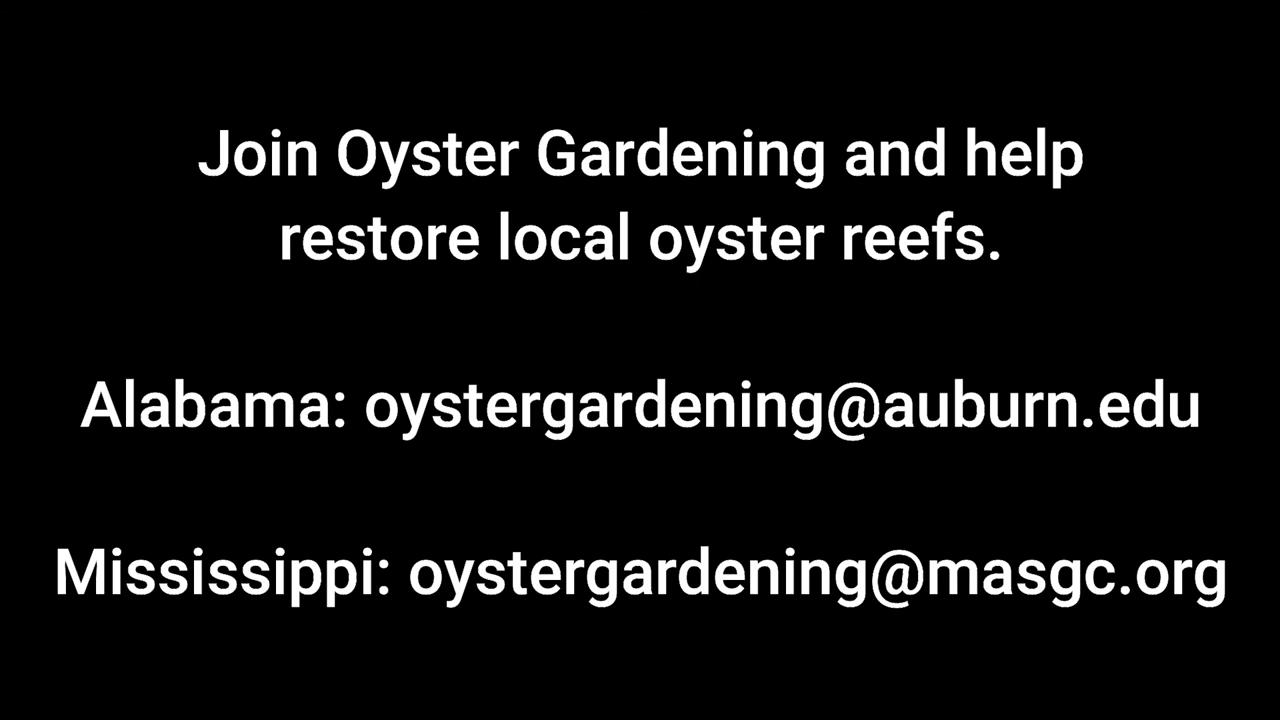 Join Oyster Gardening and help
restore local oyster reefs.
Alabama: oystergardening@auburn.edu
Mississippi: oystergardening@masgc.org